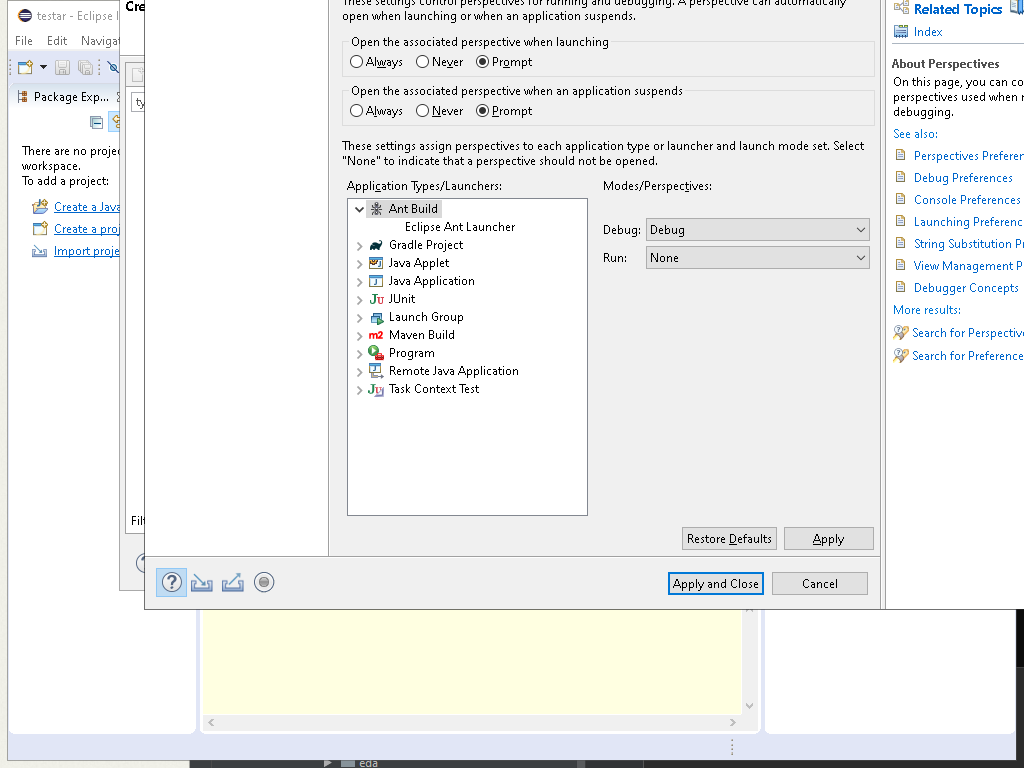 testar - Eclipse I
File Edit Navigat
Package Exp...
There are no projec
workspace.
To add a project:
Create a Java
Create a proj
Import proje
Cre
ty
Filt
These settings control perspectives for running and debugging. A perspective can automatically
open when launching or when an application suspends.
Open the associated perspective when launching
Always Never Prompt
Open the associated perspective when an application suspends
Always Never Prompt
These settings assign perspectives to each application type or launcher and launch mode set. Select
"None" to indicate that a perspective should not be opened.
Application Types/Launchers:
Ant Build
Eclipse Ant Launcher
Gradle Project
Java Applet
Java Application
JUnit
Launch Group
m2 Maven Build
Program
Remote Java Application
Task Context Test
Modes/Perspectives:
Debug: Debug
Run: None
Restore Defaults Apply
Apply and Close Cancel
Related Topics
Index
About Perspectives
On this page, you can co
perspectives used when r
debugging.
See also:
Perspectives Preferen
Debug Preferences
Console Preferences
Launching Preferenc
String Substitution Pr
View Management P
Debugger Concepts
More results:
Search for Perspective
Search for Preference
eda